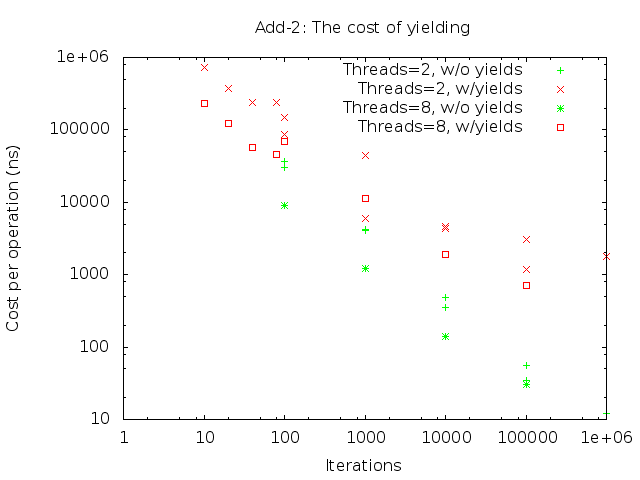 Add-2: The cost of yielding
Cost per operation (ns)
1e+06
100000
10000
1000
100
10
Threads=2, w/o yields
Threads=2, w/yields
Threads=8, w/o yields
Threads=8, w/yields
1 10 100 1000 10000 100000 1e+06
Iterations